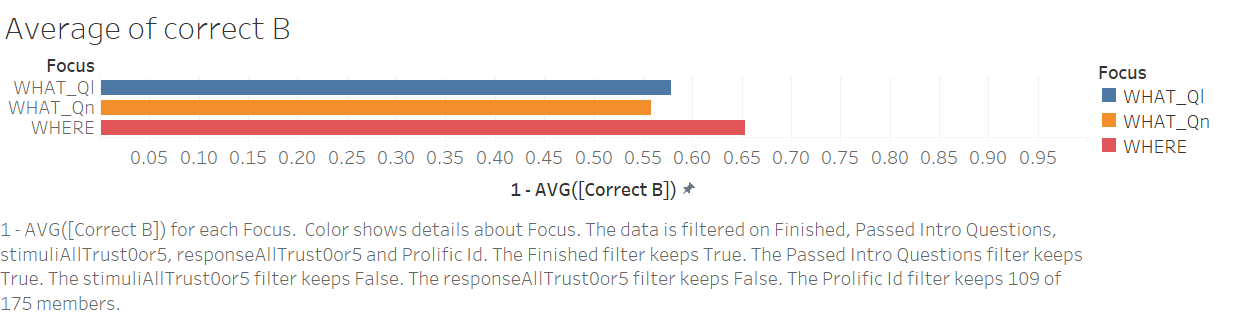 Average of correct B
Focus
WHAT_Ql
WHAT_Qn
WHERE
0.05 0.10 0.15 0.20 0.25 0.30 0.35 0.40 0.45 0.50 0.55 0.60 0.65 0.70 0.75 0.80 0.85 0.90 0.95
1 - AVG([Correct B])
Focus
WHAT_Ql
WHAT_Qn
WHERE
1 - AVG([Correct B]) for each Focus. Color shows details about Focus. The data is filtered on Finished, Passed Intro Questions,
stimuliAllTrust0or5, responseAllTrust0or5 and Prolific Id. The Finished filter keeps True. The Passed Intro Questions filter keeps
True. The stimuliAllTrust0or5 filter keeps False. The responseAllTrust0or5 filter keeps False. The Prolific Id filter keeps 109 of
175 members.